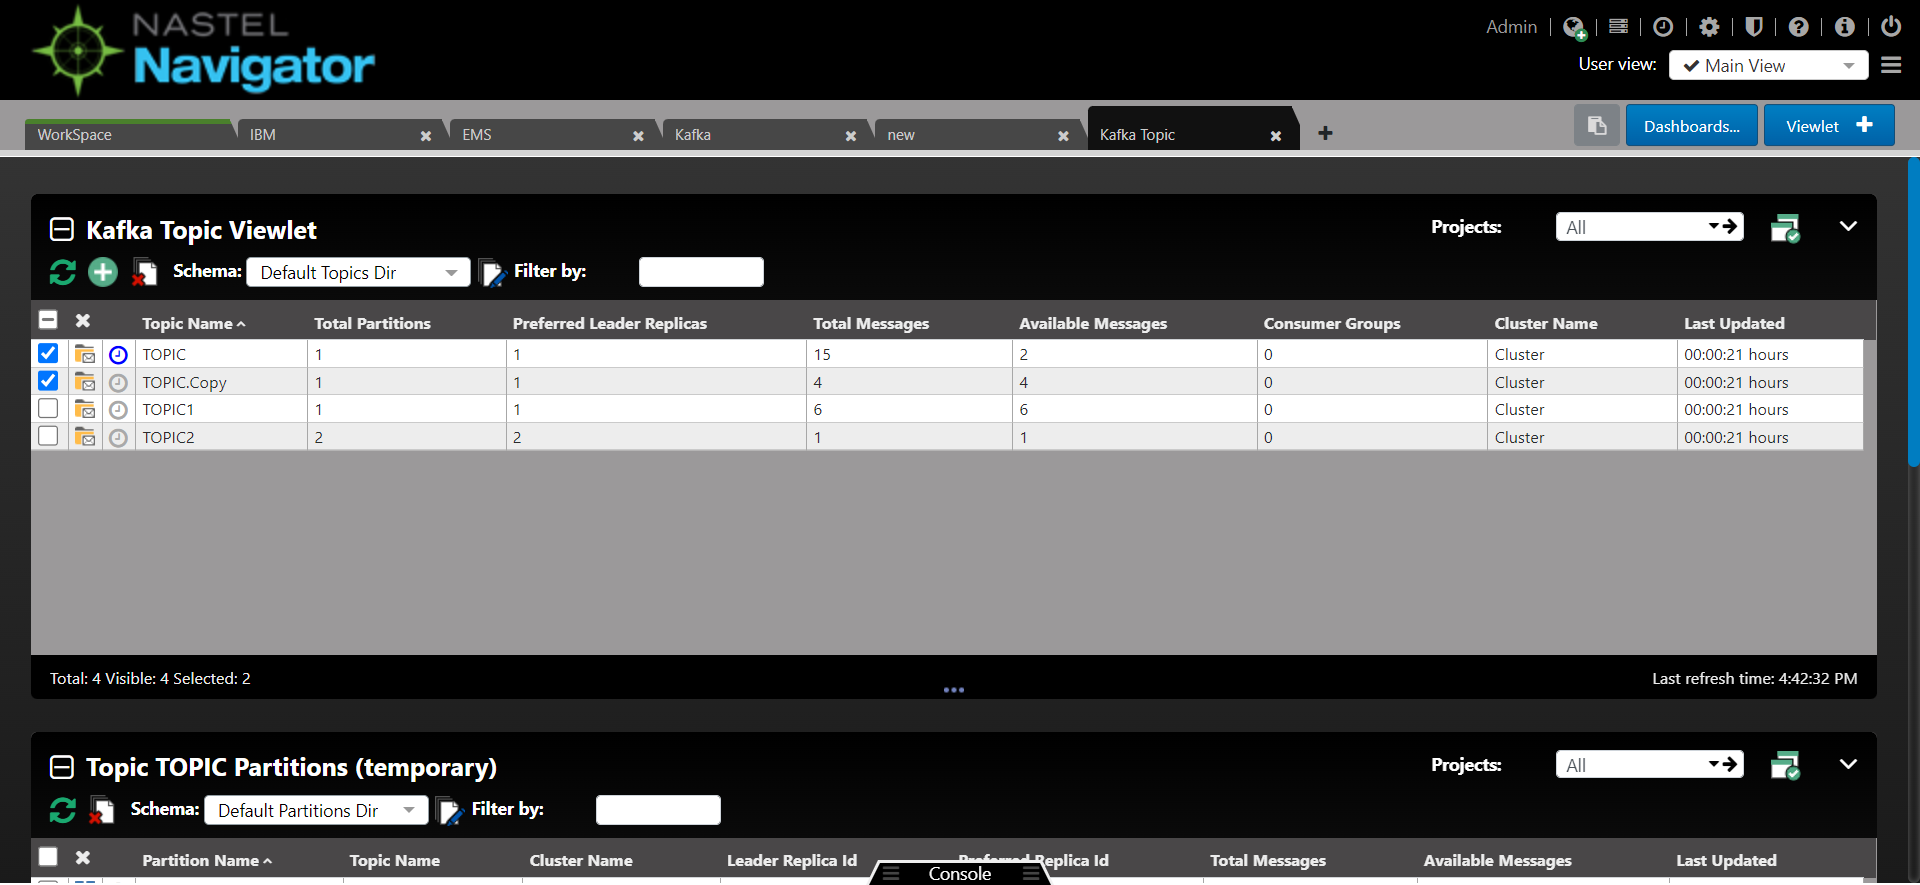 NASTEL
Navigator
Admin
User view: Main View
WorkSpace IBM EMS Kafka new Kafka Topic
Dashboards... Viewlet
Kafka Topic Viewlet
Projects: All
Schema: Default Topics Dir Filter by:
Topic Name Total Partitions Preferred Leader Replicas Total Messages Available Messages Consumer Groups Cluster Name Last Updated
TOPIC 1 1 15 2 0 Cluster 00:00:21 hours
TOPIC.Copy 1 1 4 4 0 Cluster 00:00:21 hours
TOPIC1 1 1 6 6 0 Cluster 00:00:21 hours
TOPIC2 2 2 1 1 0 Cluster 00:00:21 hours
Total: 4 Visible: 4 Selected: 2
Last refresh time: 4:42:32 PM
Topic TOPIC Partitions (temporary)
Projects: All
Schema: Default Partitions Dir Filter by:
Partition Name Topic Name Cluster Name Leader Replica Id Preferred Replica Id Total Messages Available Messages Last Updated
Console